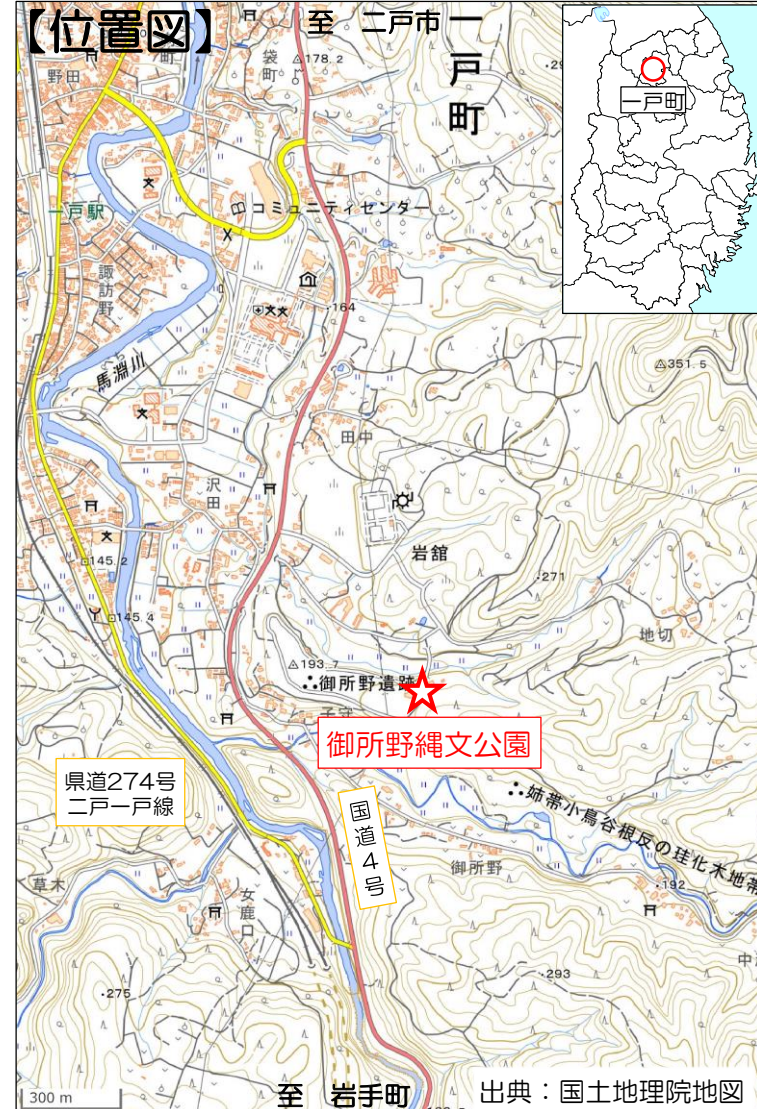 【位置図】
至 二戸市
一戸町
一戸町
野田
町
袋町
178.2
160
コミュニティセンター
一戸駅
諏訪野
164
351.5
馬淵川
田中
沢田
岩舘
145.2
271
145.4
地切
193.7
御所野遺跡
子守
御所野縄文公園
県道274号
二戸一戸線
国道4号
姉帯小鳥谷根反の珪化木地帯
御所野
192
草木
女鹿口
中
293
275
300 m
至 岩手町
出典：国土地理院地図